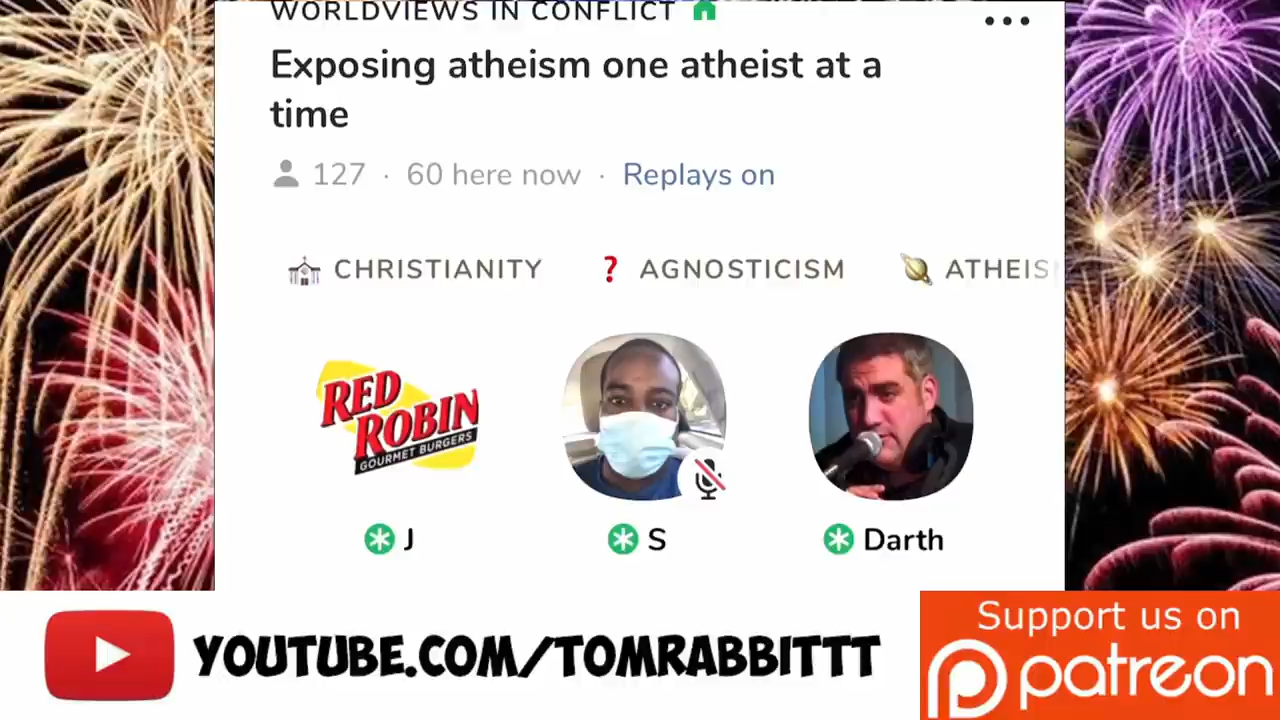 WORLDVIEWS IN CONFLICT
Exposing atheism one atheist at a
time
127 · 60 here now · Replays on
CHRISTIANITY ❓ AGNOSTICISM 🪐 ATHEIS
RED
ROBIN
GOURMET BURGERS
J S Darth
YOUTUBE.COM/TOMRABBITTT
Support us on
patreon